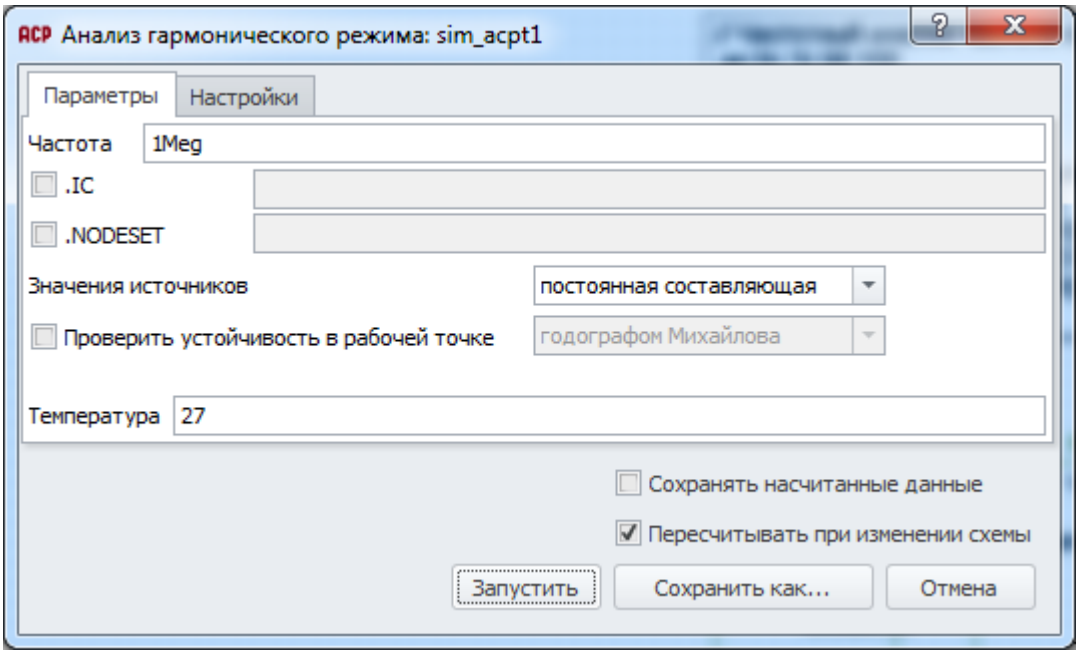 ACP Анализ гармонического режима: sim_acpt1 ? X
Параметры Настройки
Частота 1Meg
.IC
.NODESET
Значения источников постоянная составляющая
Проверить устойчивость в рабочей точке годографом Михайлова
Температура 27
Сохранять насчитанные данные
Пересчитывать при изменении схемы
Запустить Сохранить как... Отмена